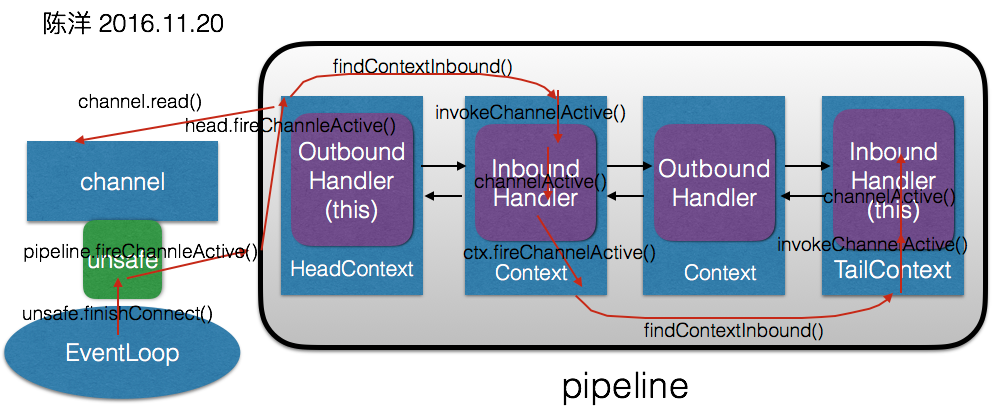 陈洋 2016.11.20
findContextInbound()
channel.read()
head.fireChannleActive()
invokeChannelActive()
channel
Outbound
Handler
(this)
HeadContext
Inbound
Handler
channelActive()
ctx.fireChannelActive()
Context
Outbound
Handler
Context
Inbound
Handler
(this)
channelActive()
invokeChannelActive()
TailContext
pipeline.fireChannleActive()
unsafe
unsafe.finishConnect()
EventLoop
findContextInbound()
pipeline